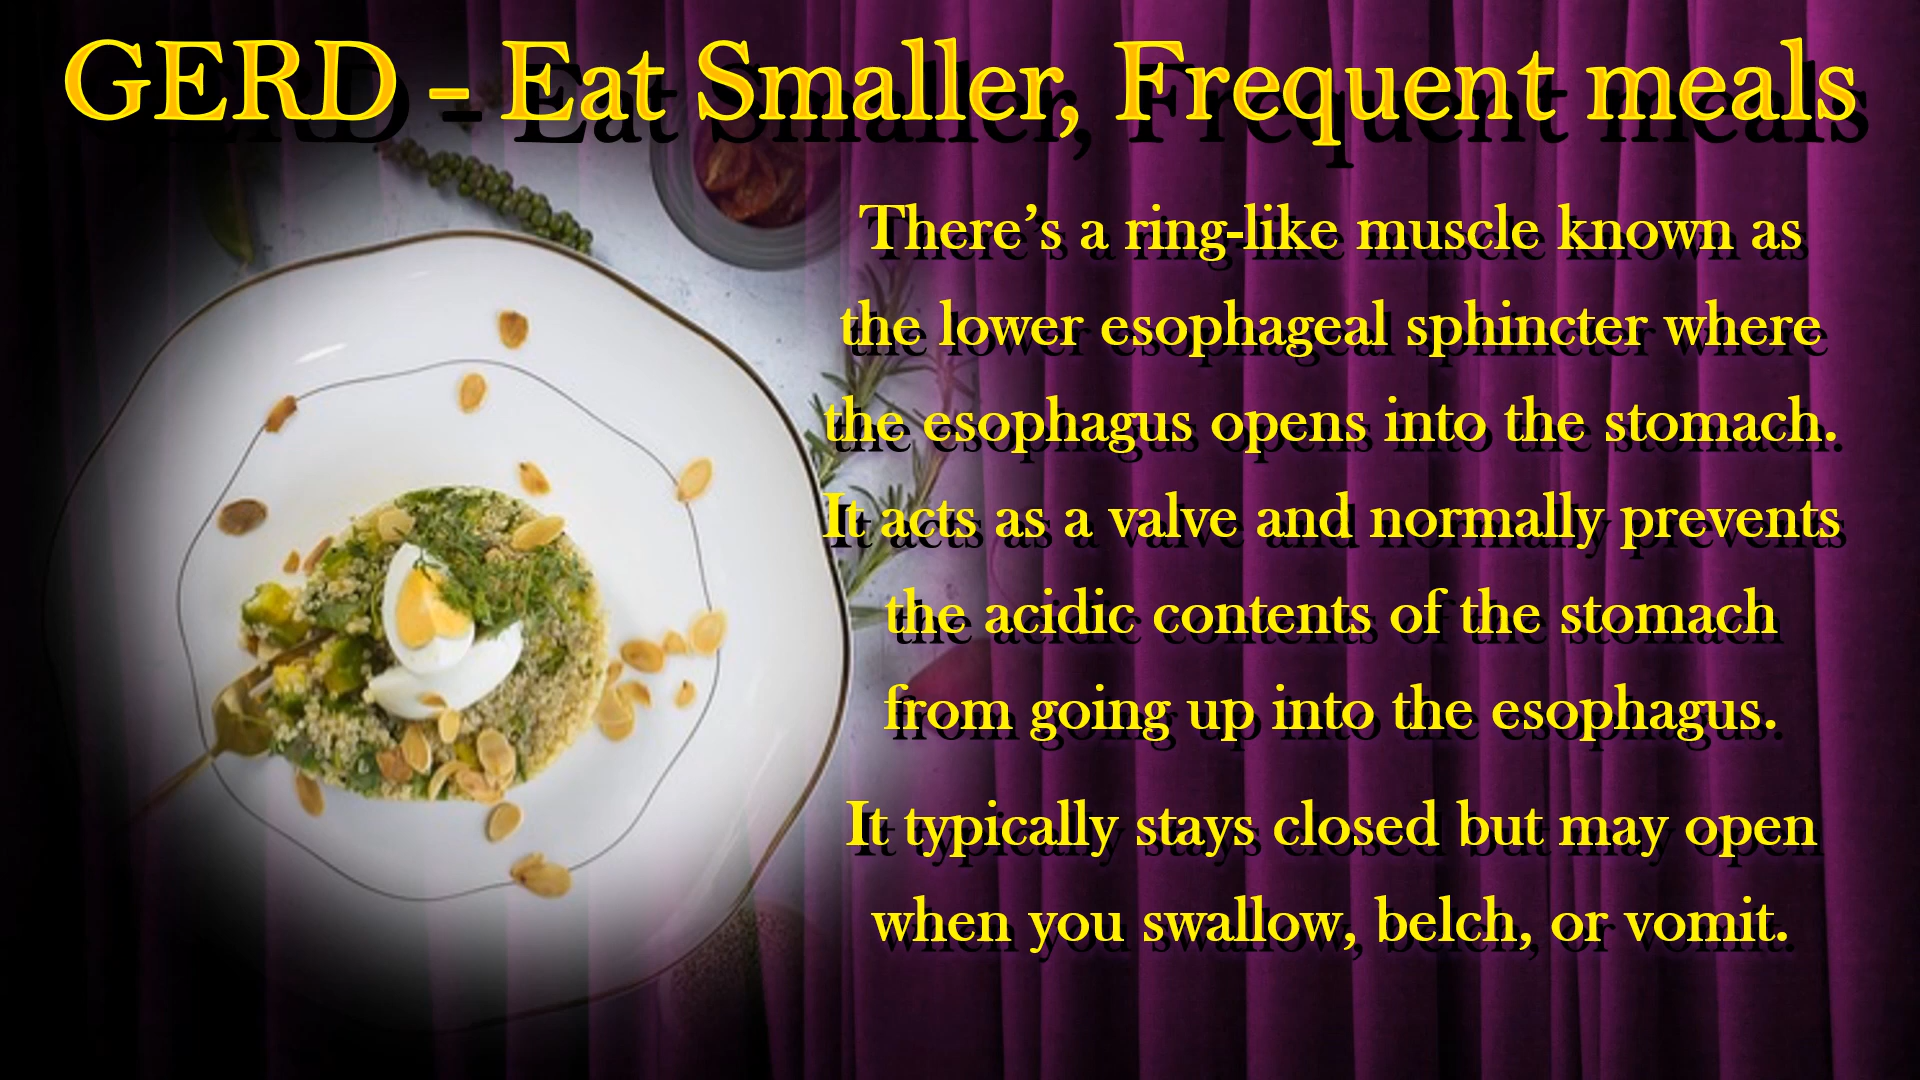 GERD - Eat Smaller, Frequent meals
There’s a ring-like muscle known as
the lower esophageal sphincter where
the esophagus opens into the stomach.
It acts as a valve and normally prevents
the acidic contents of the stomach
from going up into the esophagus.
It typically stays closed but may open
when you swallow, belch, or vomit.